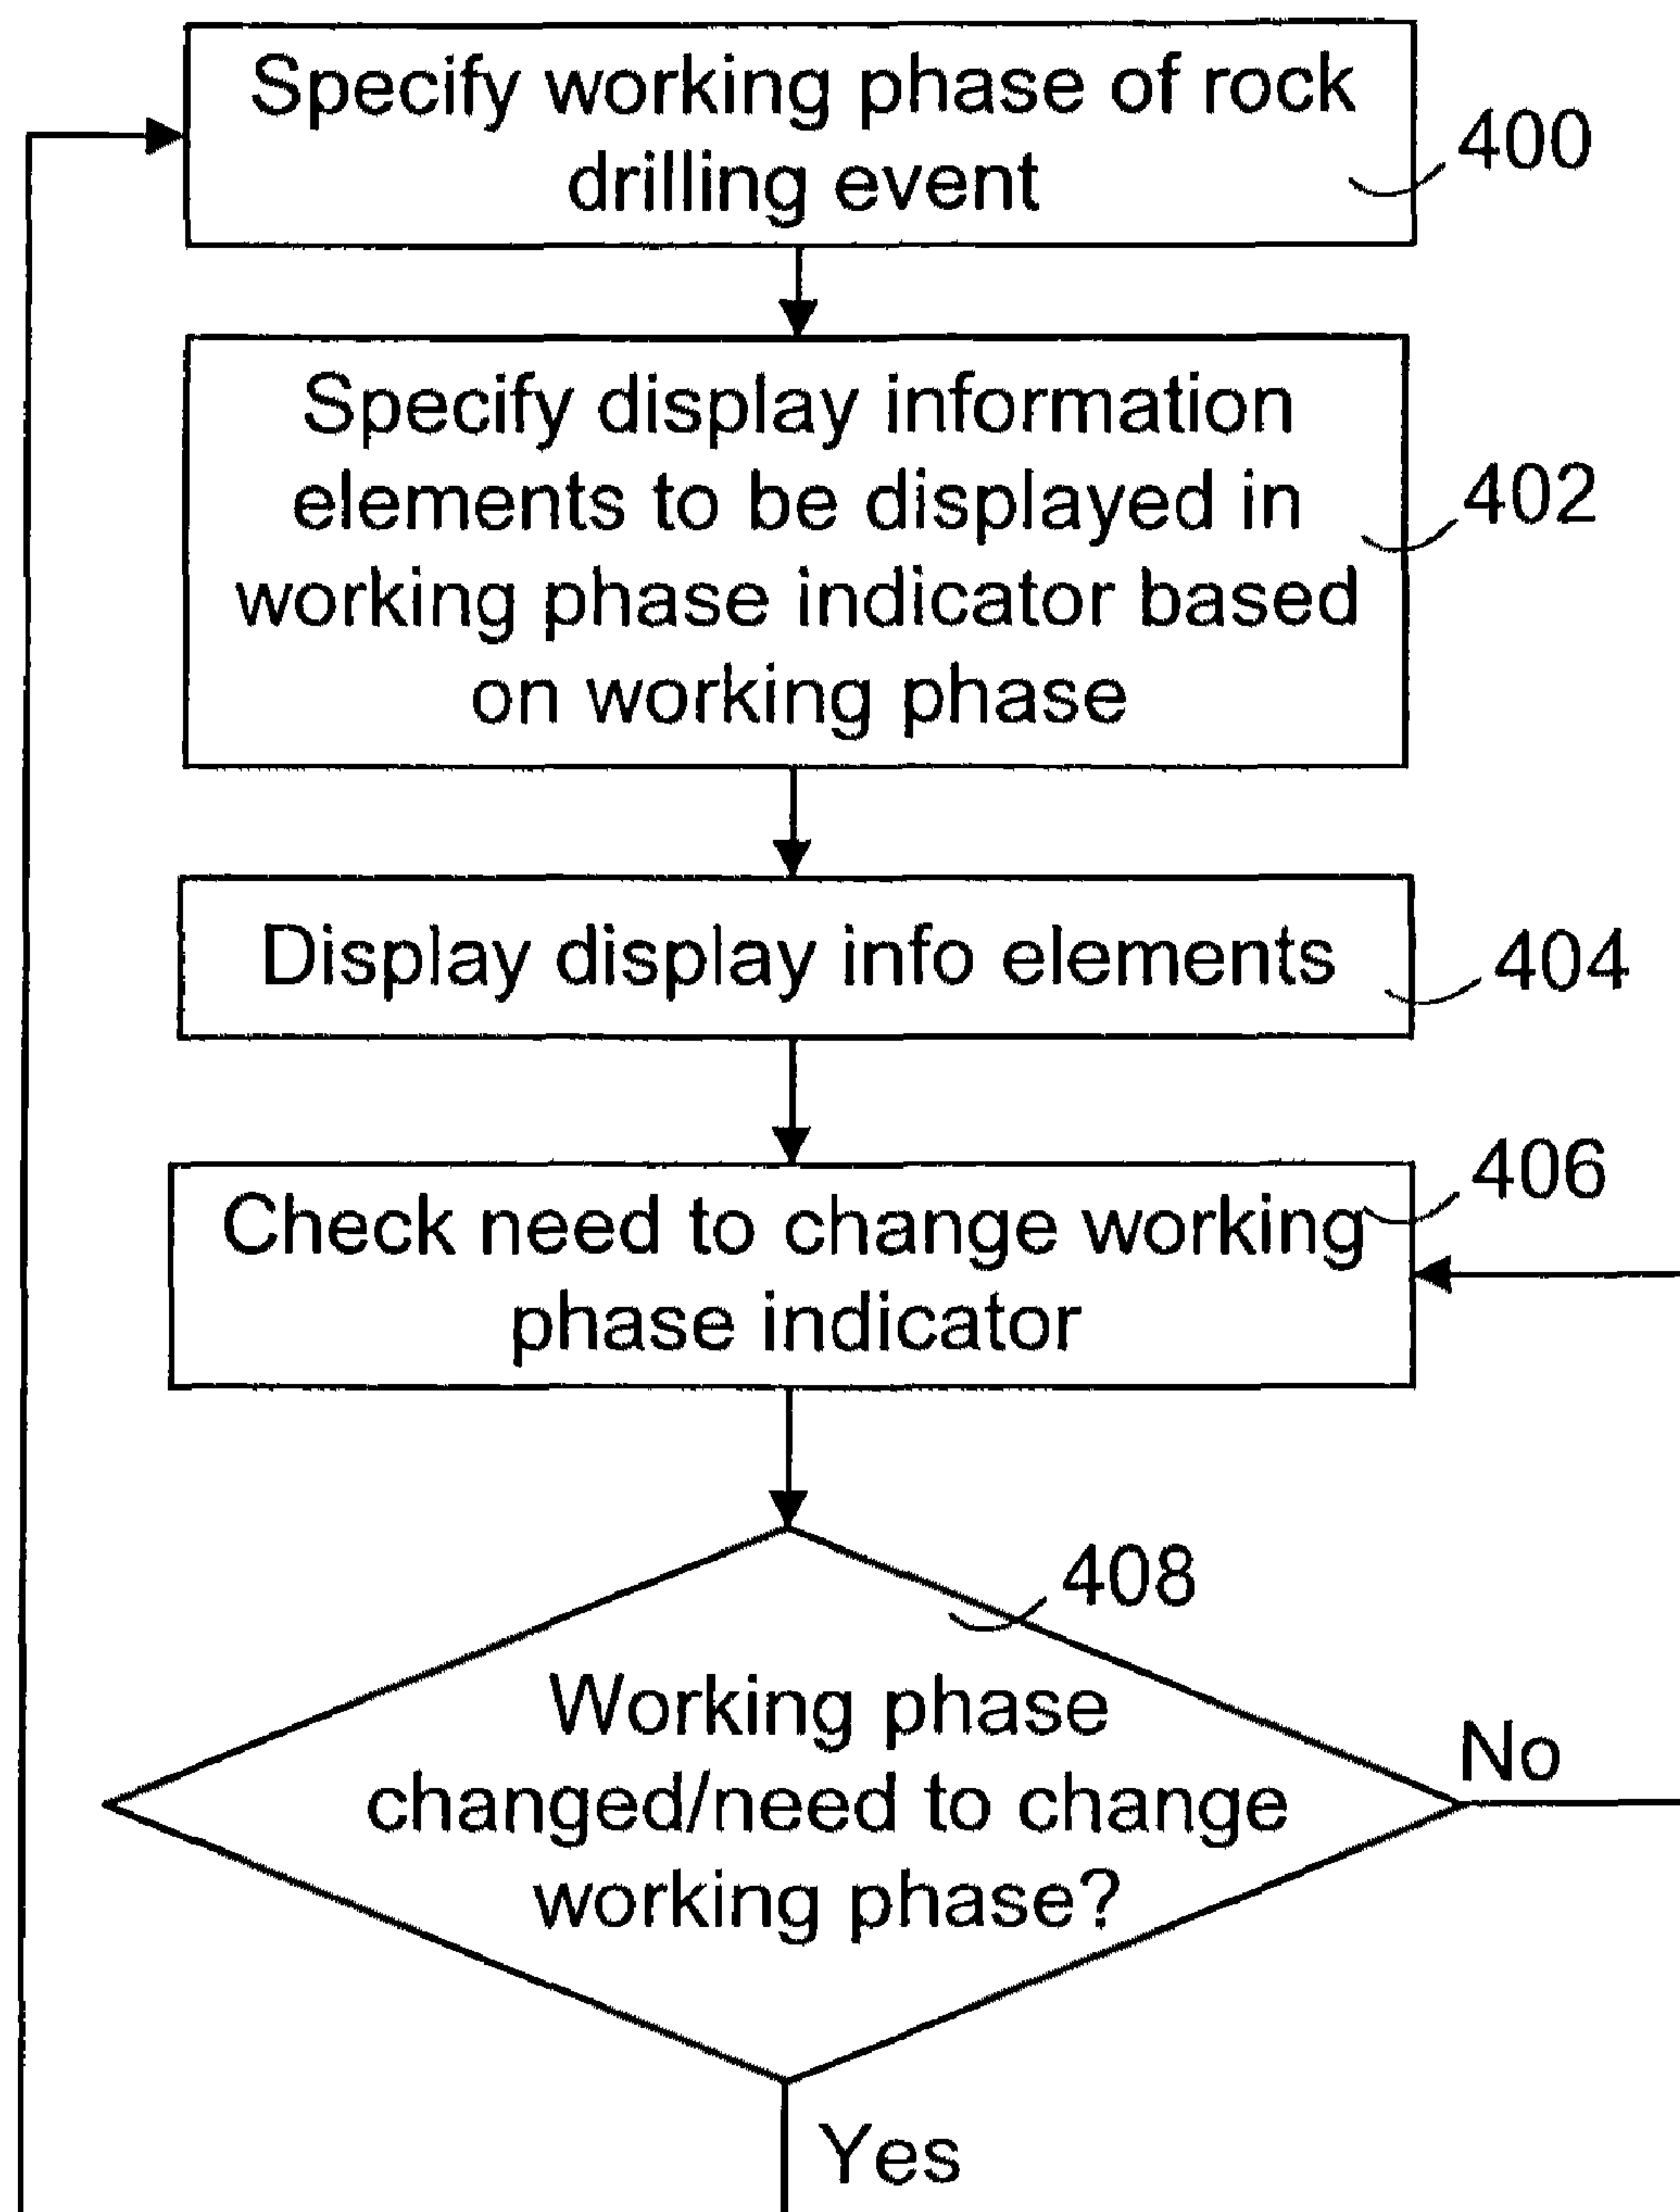 Specify working phase of rock
drilling event
400
Specify display information
elements to be displayed in
working phase indicator based
on working phase
402
Display display info elements
404
406
Check need to change working
phase indicator
408
Working phase
changed/need to change
working phase?
No
Yes